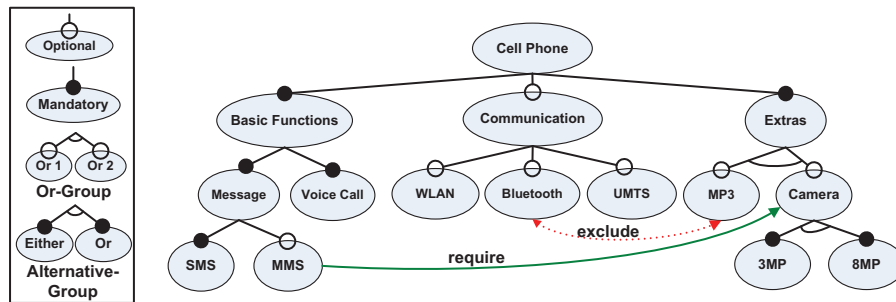 Optional
Mandatory
Or 1 Or 2
Or-Group
Either Or
Alternative-
Group
Cell Phone
Basic Functions Communication Extras
Message Voice Call WLAN Bluetooth UMTS MP3 Camera
exclude
require
SMS MMS 3MP 8MP